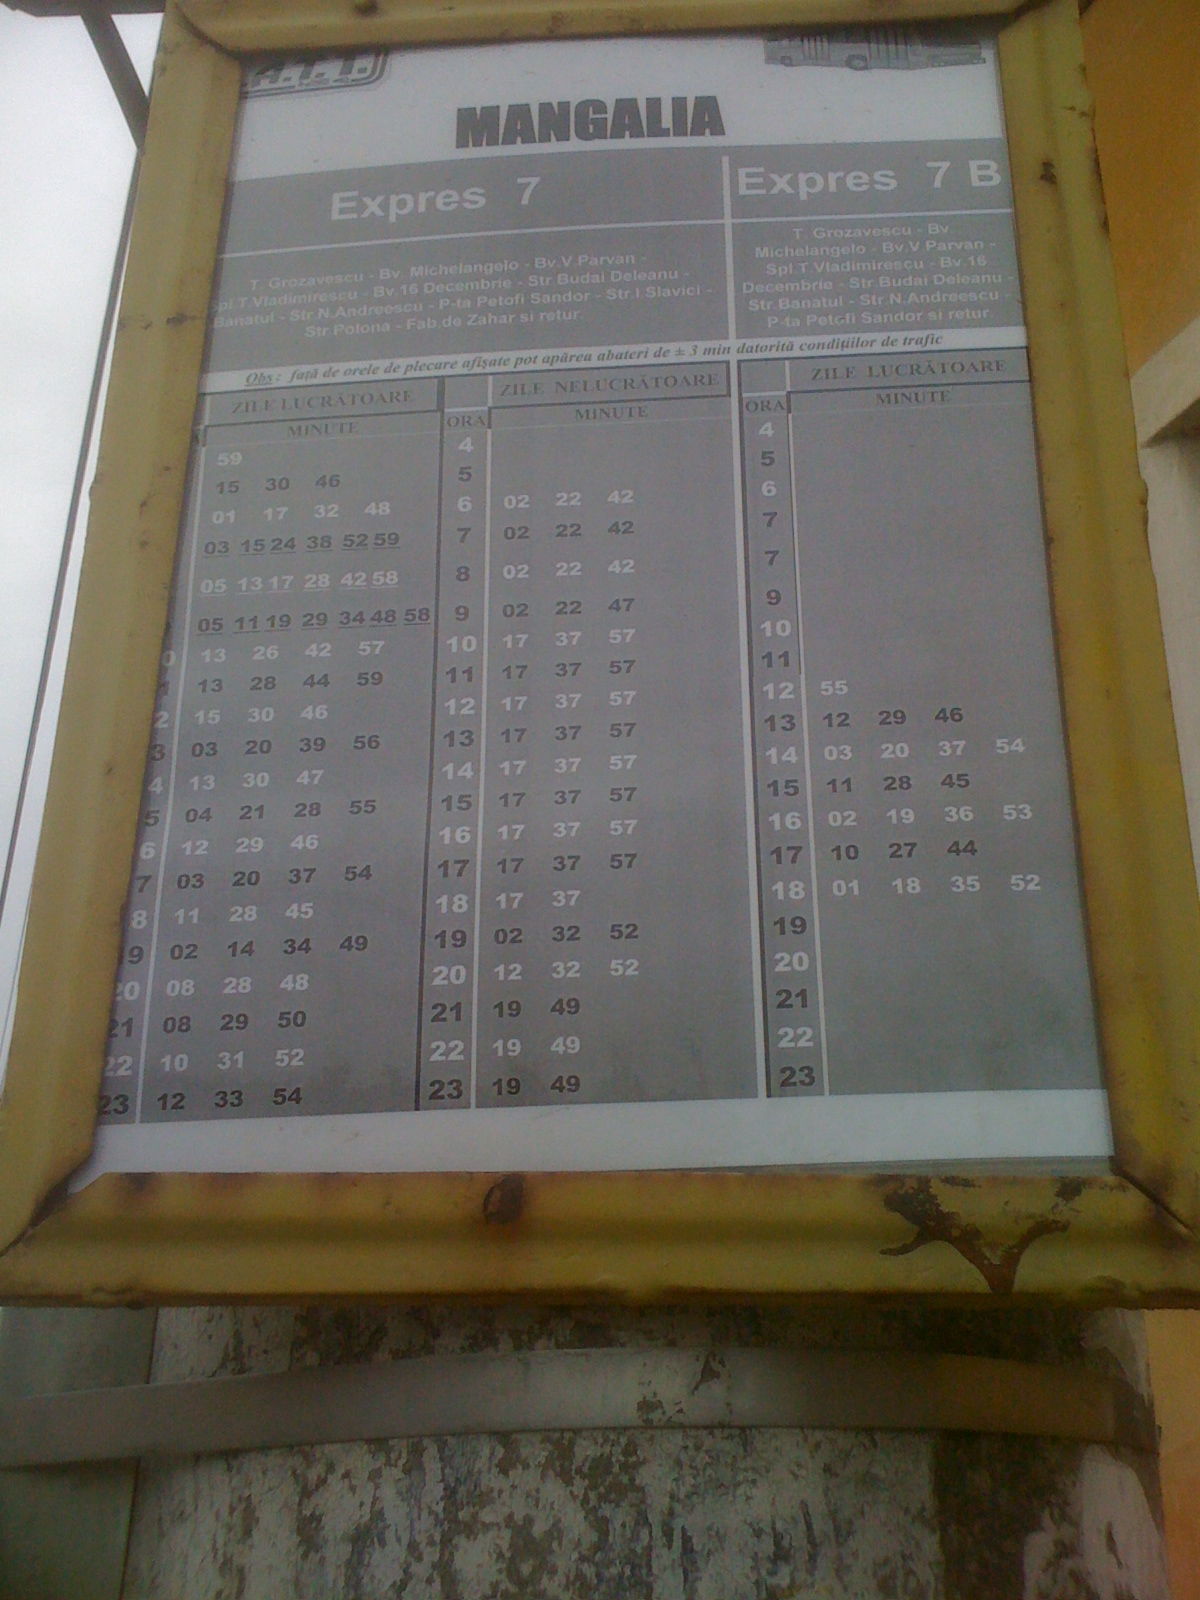 MANGALIA
Expres 7
T. Grozavescu - Bv. Michelangelo - Bv.V.Parvan -
Spl.T.Vladimirescu - Bv.16 Decembrie - Str.Budai Deleanu -
Banatul - Str.N.Andreescu - P-ta Petofi Sandor - Str.I.Slavici -
Str.Polona - Fab.de Zahar si retur.
Expres 7 B
T. Grozavescu - Bv.
Michelangelo - Bv.V.Parvan -
Spl.T.Vladimirescu - Bv.16
Decembrie - Str.Budai Deleanu -
Str.Banatul - Str.N.Andreescu -
P-ta Petofi Sandor si retur.
Obs: față de orele de plecare afișate pot apărea abateri de ± 3 min datorită condițiilor de trafic
ZILE LUCRĂTOARE
MINUTE
59
15 30 46
01 17 32 48
03 15 24 38 52 59
05 13 17 28 42 58
05 11 19 29 34 48 58
0 13 26 42 57
1 13 28 44 59
2 15 30 46
3 03 20 39 56
4 13 30 47
5 04 21 28 55
6 12 29 46
7 03 20 37 54
8 11 28 45
9 02 14 34 49
20 08 28 48
21 08 29 50
22 10 31 52
23 12 33 54
ZILE NELUCRĂTOARE
ORA MINUTE
4
5
6 02 22 42
7 02 22 42
8 02 22 42
9 02 22 47
10 17 37 57
11 17 37 57
12 17 37 57
13 17 37 57
14 17 37 57
15 17 37 57
16 17 37 57
17 17 37 57
18 17 37
19 02 32 52
20 12 32 52
21 19 49
22 19 49
23 19 49
ZILE LUCRĂTOARE
ORA MINUTE
4
5
6
7
7
9
10
11
12 55
13 12 29 46
14 03 20 37 54
15 11 28 45
16 02 19 36 53
17 10 27 44
18 01 18 35 52
19
20
21
22
23